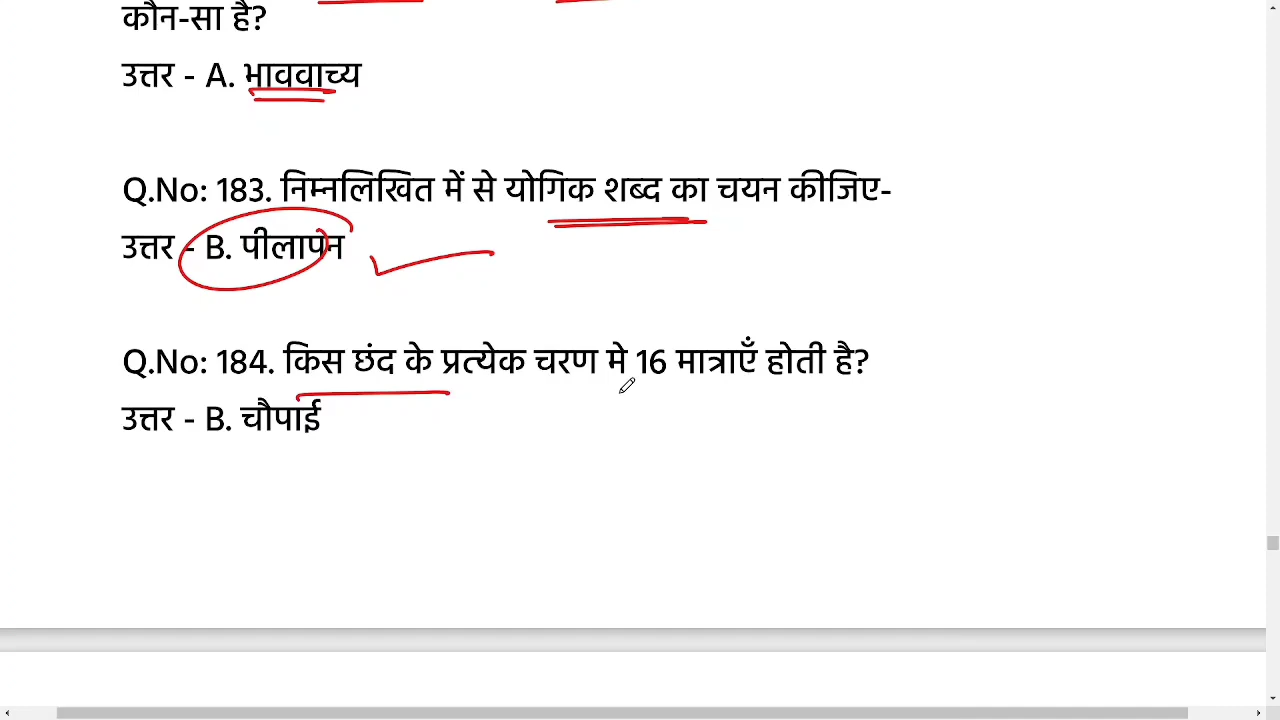 कौन-सा है?
उत्तर - A. भाववाच्य
Q.No: 183. निम्नलिखित में से योगिक शब्द का चयन कीजिए-
उत्तर - B. पीलापन
Q.No: 184. किस छंद के प्रत्येक चरण मे 16 मात्राएँ होती है?
उत्तर - B. चौपाई